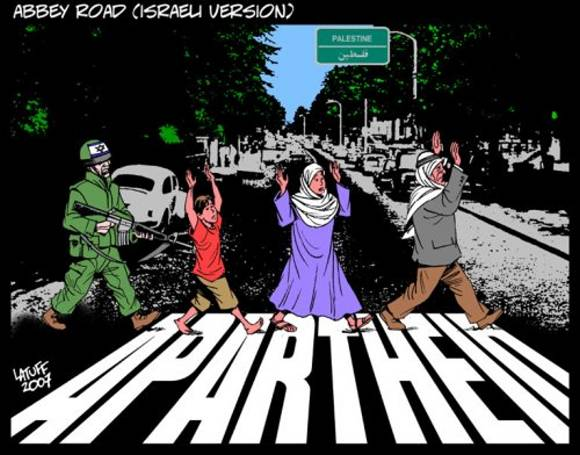 ABBEY ROAD (ISRAELI VERSION)
PALESTINE
فلسطين
APARTHEID
LATUFF
2007